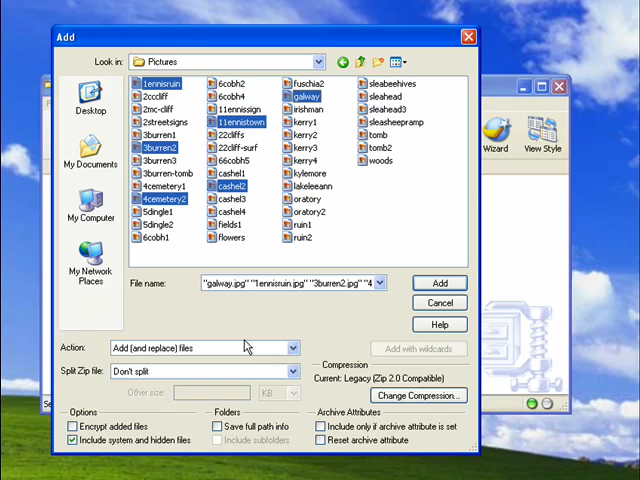 Add
Look in:
Pictures
1ennisruin
2cccliff
2mc-cliff
2streetsigns
3burren1
3burren2
3burren3
3burren-tomb
4cemetery1
4cemetery2
5dingle1
5dingle2
6cobh1
6cobh2
6cobh4
11ennissign
11ennistown
22cliffs
22cliff-surf
66cobh5
cashel1
cashel2
cashel3
cashel4
fields1
flowers
fuschia2
galway
irishman
kerry1
kerry2
kerry3
kerry4
kylemore
lakeleeann
oratory
oratory2
ruin1
ruin2
sleabeehives
sleahead
sleahead3
sleasheepramp
tomb
tomb2
woods
Desktop
My Documents
My Computer
My Network
Places
File name:
"galway.jpg" "1ennisruin.jpg" "3burren2.jpg" "4
Add
Cancel
Help
Action:
Add (and replace) files
Add with wildcards
Split Zip file:
Don't split
Other size:
KB
Compression
Current: Legacy (Zip 2.0 Compatible)
Change Compression...
Options
Encrypt added files
Include system and hidden files
Folders
Save full path info
Include subfolders
Archive Attributes
Include only if archive attribute is set
Reset archive attribute
Wizard
View Style